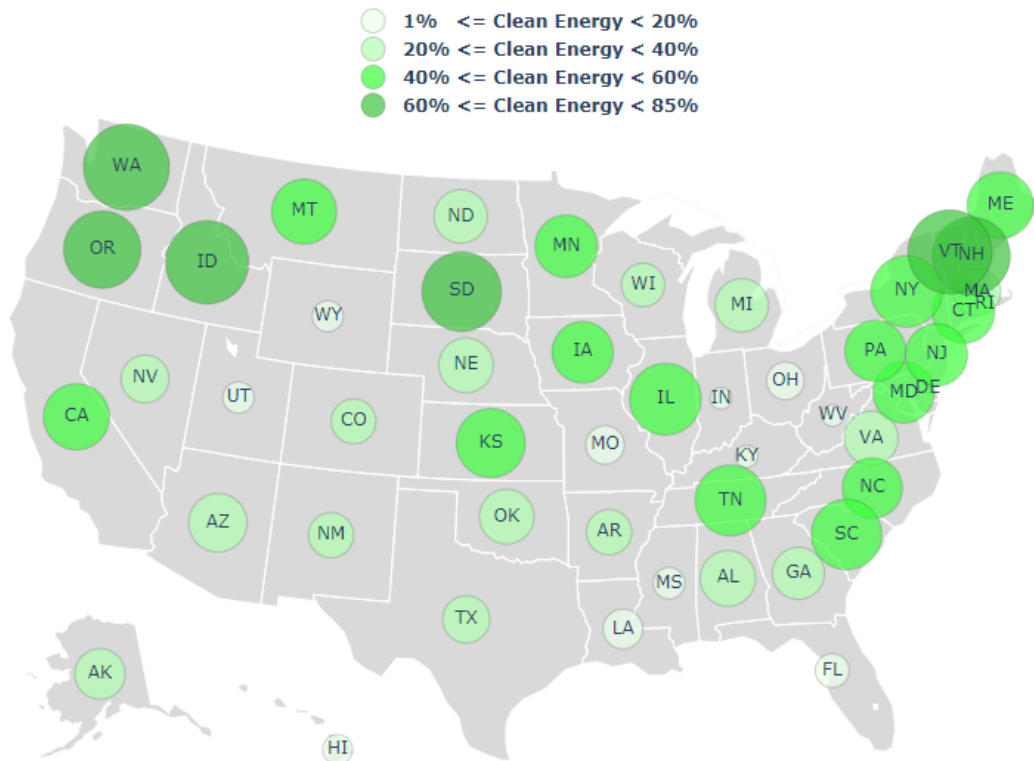 1% <= Clean Energy < 20%
20% <= Clean Energy < 40%
40% <= Clean Energy < 60%
60% <= Clean Energy < 85%
WA
ME
MT
ND
OR
MN
VT
NH
ID
SD
WI
NY
MA
MI
RI
CT
WY
IA
PA
NJ
NE
NV
OH
UT
DE
IN
MD
IL
CA
CO
WV
VA
KS
MO
KY
NC
TN
OK
AZ
AR
NM
SC
GA
AL
MS
TX
LA
FL
AK
HI